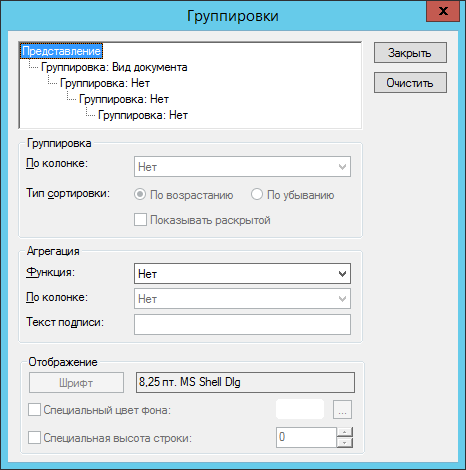 Группировки
x
Представление
Группировка: Вид документа
Группировка: Нет
Группировка: Нет
Группировка: Нет
Закрыть
Очистить
Группировка
По колонке:
Нет
Тип сортировки:
По возрастанию
По убыванию
Показывать раскрытой
Агрегация
Функция:
Нет
По колонке:
Нет
Текст подписи:
Отображение
Шрифт
8,25 пт. MS Shell Dlg
Специальный цвет фона:
...
Специальная высота строки:
0